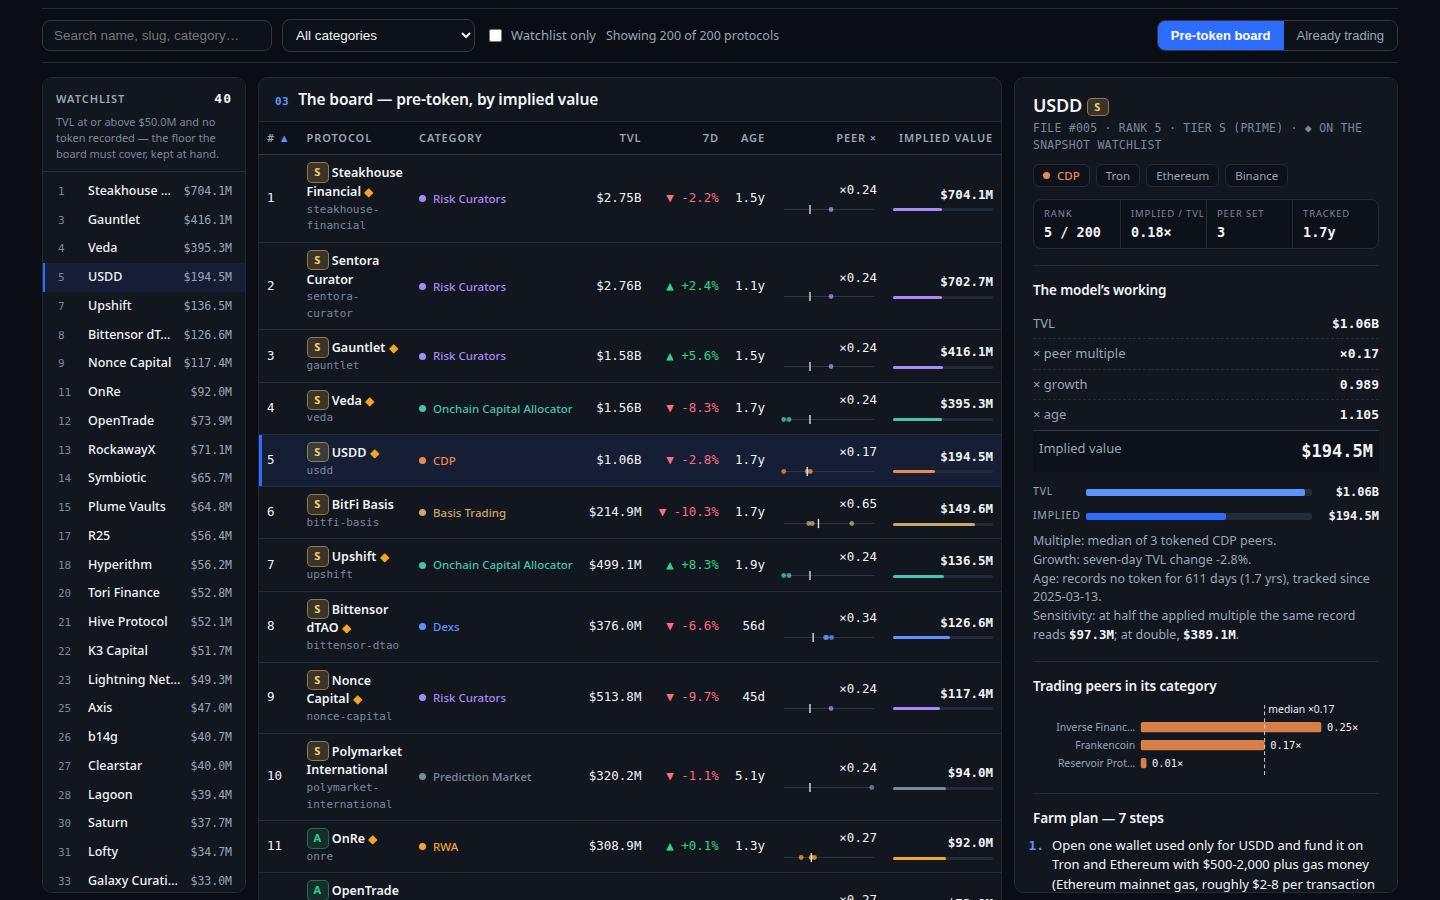 Search name, slug, category…
All categories
Watchlist only
Showing 200 of 200 protocols
Pre-token board
Already trading
WATCHLIST 40
TVL at or above $50.0M and no
token recorded — the floor the
board must cover, kept at hand.
1 Steakhouse ... $704.1M
3 Gauntlet $416.1M
4 Veda $395.3M
5 USDD $194.5M
7 Upshift $136.5M
8 Bittensor dT... $126.6M
9 Nonce Capital $117.4M
11 OnRe $92.0M
12 OpenTrade $73.9M
13 RockawayX $71.1M
14 Symbiotic $65.7M
15 Plume Vaults $64.8M
17 R25 $56.4M
18 Hyperithm $56.2M
20 Tori Finance $52.8M
21 Hive Protocol $52.1M
22 K3 Capital $51.7M
23 Lightning Net... $49.3M
25 Axis $47.0M
26 b14g $40.7M
27 Clearstar $40.0M
28 Lagoon $39.4M
30 Saturn $37.7M
31 Lofty $34.7M
33 Galaxy Curati... $33.0M
03 The board — pre-token, by implied value
# ▲ PROTOCOL CATEGORY TVL 7D AGE PEER × IMPLIED VALUE
1 S Steakhouse Financial ◆ steakhouse-financial Risk Curators $2.75B ▼ -2.2% 1.5y ×0.24 $704.1M
2 S Sentora Curator sentora-curator Risk Curators $2.76B ▲ +2.4% 1.1y ×0.24 $702.7M
3 S Gauntlet ◆ gauntlet Risk Curators $1.58B ▲ +5.6% 1.5y ×0.24 $416.1M
4 S Veda ◆ veda Onchain Capital Allocator $1.56B ▼ -8.3% 1.7y ×0.24 $395.3M
5 S USDD ◆ usdd CDP $1.06B ▼ -2.8% 1.7y ×0.17 $194.5M
6 S BitFi Basis bitfi-basis Basis Trading $214.9M ▼ -10.3% 1.7y ×0.65 $149.6M
7 S Upshift ◆ upshift Onchain Capital Allocator $499.1M ▲ +8.3% 1.9y ×0.24 $136.5M
8 S Bittensor dTAO ◆ bittensor-dtao Dexs $376.0M ▼ -6.6% 56d ×0.34 $126.6M
9 S Nonce Capital ◆ nonce-capital Risk Curators $513.8M ▼ -9.7% 45d ×0.24 $117.4M
10 S Polymarket International polymarket-international Prediction Market $320.2M ▼ -1.1% 5.1y ×0.24 $94.0M
11 A OnRe ◆ onre RWA $308.9M ▲ +0.1% 1.3y ×0.27 $92.0M
A OpenTrade
USDD S
FILE #005 · RANK 5 · TIER S (PRIME) · ◆ ON THE
SNAPSHOT WATCHLIST
CDP Tron Ethereum Binance
RANK IMPLIED / TVL PEER SET TRACKED
5 / 200 0.18× 3 1.7y
The model’s working
TVL $1.06B
× peer multiple ×0.17
× growth 0.989
× age 1.105
Implied value $194.5M
TVL $1.06B
IMPLIED $194.5M
Multiple: median of 3 tokened CDP peers.
Growth: seven-day TVL change -2.8%.
Age: records no token for 611 days (1.7y), tracked since
2025-03-13.
Sensitivity: at half the applied multiple the same record
reads $97.3M; at double, $389.1M.
Trading peers in its category
median ×0.17
Inverse Financ... 0.25×
Frankencoin 0.17×
Reservoir Prot... 0.01×
Farm plan — 7 steps
1. Open one wallet used only for USDD and fund it on
Tron and Ethereum with $500-2,000 plus gas money
(Ethereum mainnet gas, roughly $2-8 per transaction